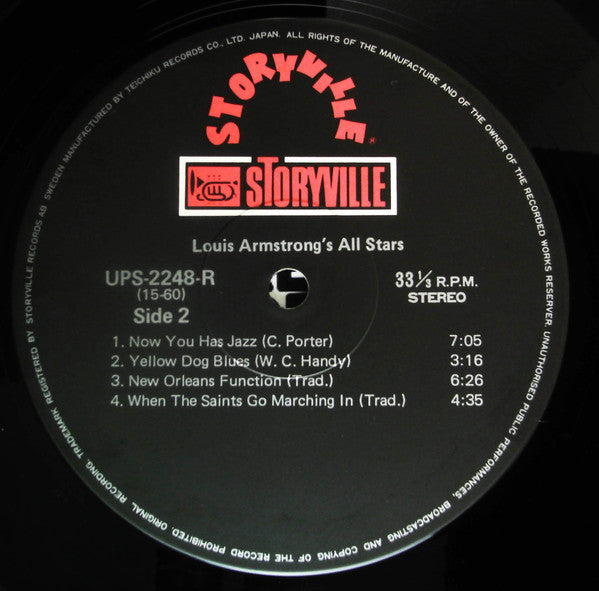 STORYVILLE®
STORYVILLE
Louis Armstrong's All Stars
UPS-2248-R
(15-60)
Side 2
33⅓ R.P.M.
STEREO
1. Now You Has Jazz (C. Porter) 7:05
2. Yellow Dog Blues (W. C. Handy) 3:16
3. New Orleans Function (Trad.) 6:26
4. When The Saints Go Marching In (Trad.) 4:35
TRADEMARK REGISTERED BY STORYVILLE RECORDS AB, SWEDEN MANUFACTURED BY TEICHIKU RECORDS CO., LTD. JAPAN. ALL RIGHTS OF THE MANUFACTURE AND OF THE OWNER OF THE RECORDED WORKS RESERVER. UNAUTHORISED PUBLIC PERFORMANCES, BROADCASTING AND COPYING OF THE RECORD PROHIBITED. ORIGINAL RECORDING.